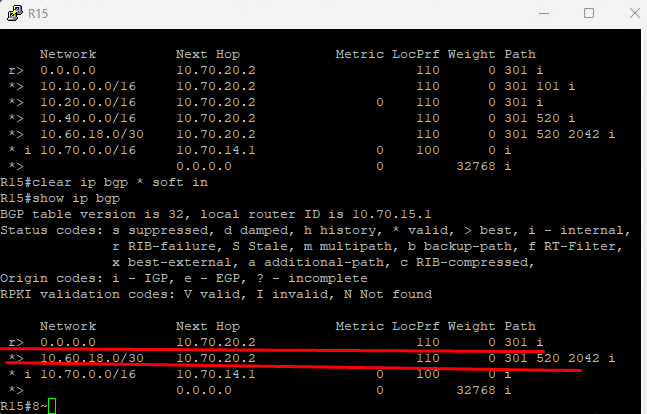 R15
Network Next Hop Metric LocPrf Weight Path
r> 0.0.0.0 10.70.20.2 110 0 301 i
*> 10.10.0.0/16 10.70.20.2 110 0 301 101 i
*> 10.20.0.0/16 10.70.20.2 0 110 0 301 i
*> 10.40.0.0/16 10.70.20.2 110 0 301 520 i
*> 10.60.18.0/30 10.70.20.2 110 0 301 520 2042 i
* i 10.70.0.0/16 10.70.14.1 0 100 0 i
*> 0.0.0.0 0 32768 i
R15#clear ip bgp * soft in
R15#show ip bgp
BGP table version is 32, local router ID is 10.70.15.1
Status codes: s suppressed, d damped, h history, * valid, > best, i - internal,
r RIB-failure, S Stale, m multipath, b backup-path, f RT-Filter,
x best-external, a additional-path, c RIB-compressed,
Origin codes: i - IGP, e - EGP, ? - incomplete
RPKI validation codes: V valid, I invalid, N Not found
Network Next Hop Metric LocPrf Weight Path
r> 0.0.0.0 10.70.20.2 110 0 301 i
*> 10.60.18.0/30 10.70.20.2 110 0 301 520 2042 i
* i 10.70.0.0/16 10.70.14.1 0 100 0 i
*> 0.0.0.0 0 32768 i
R15#8~